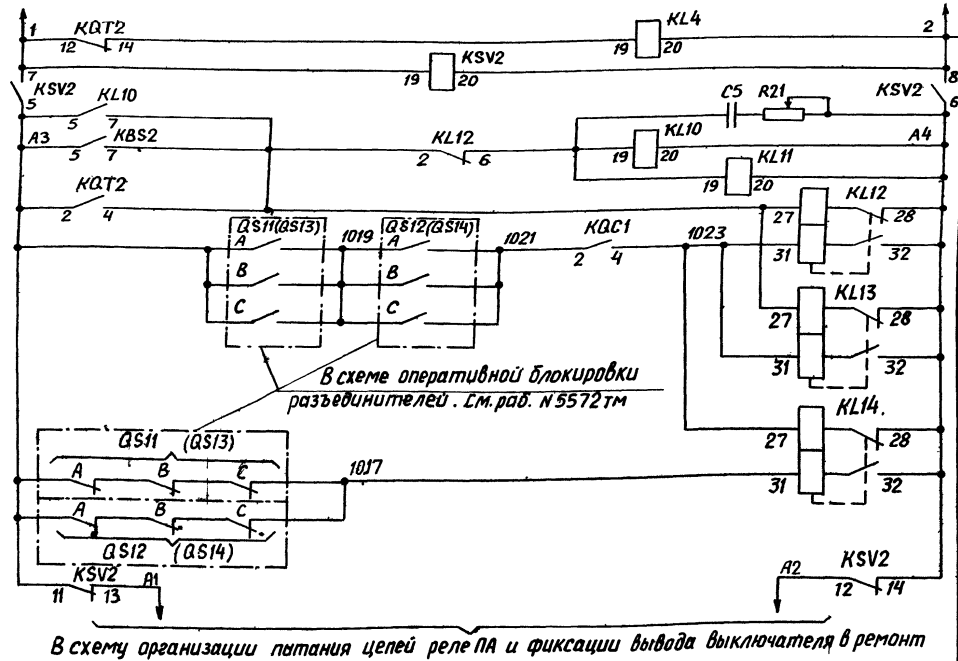 1 KQT2 12 14 KL4 19 20 2
7 KSV2 19 20 8
KSV2 5 KL10 5 7 C5 R21 KSV2 6
A3 KBS2 5 7 KL12 2 6 KL10 19 20 A4
KL11 19 20
KQT2 2 4 KL12 27 28
QS11(QS13) QS12(QS14)
A 1019 A 1021 KQC1 2 4 1023 31 32
B B
C C KL13 27 28
31 32
В схеме оперативной блокировки
разъединителей. См. раб. N5572тм
KL14. 27 28
QS11 (QS13)
A B C 1017 31 32
A B C
QS12 (QS14)
KSV2 11 13 A1 A2 KSV2 12 14
В схему организации питания цепей реле ПА и фиксации вывода выключателя в ремонт